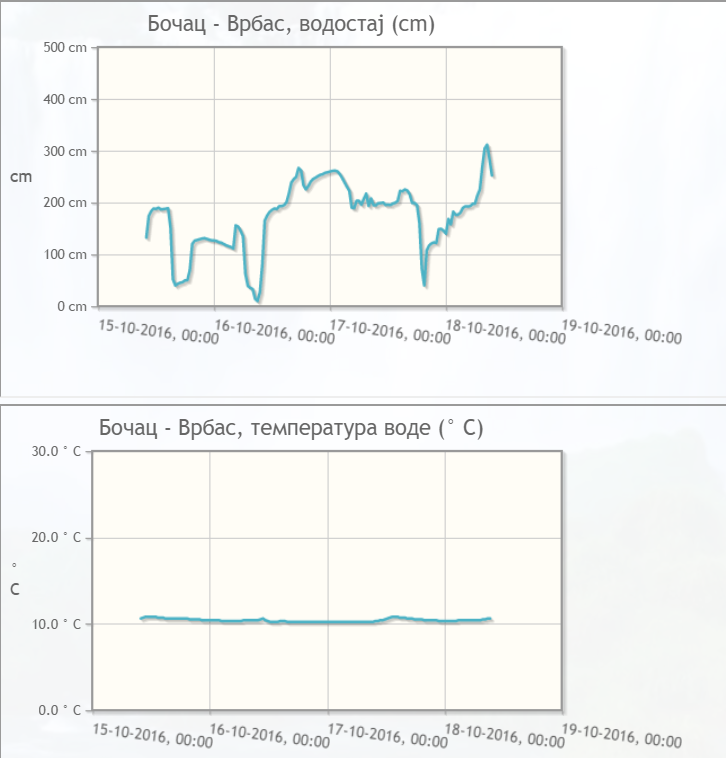 Бочац - Врбас, водостај (cm)
500 cm
400 cm
300 cm
cm
200 cm
100 cm
0 cm
15-10-2016, 00:00
16-10-2016, 00:00
17-10-2016, 00:00
18-10-2016, 00:00
19-10-2016, 00:00
Бочац - Врбас, температура воде (° C)
30.0 ° C
20.0 ° C
°
C
10.0 ° C
0.0 ° C
15-10-2016, 00:00
16-10-2016, 00:00
17-10-2016, 00:00
18-10-2016, 00:00
19-10-2016, 00:00